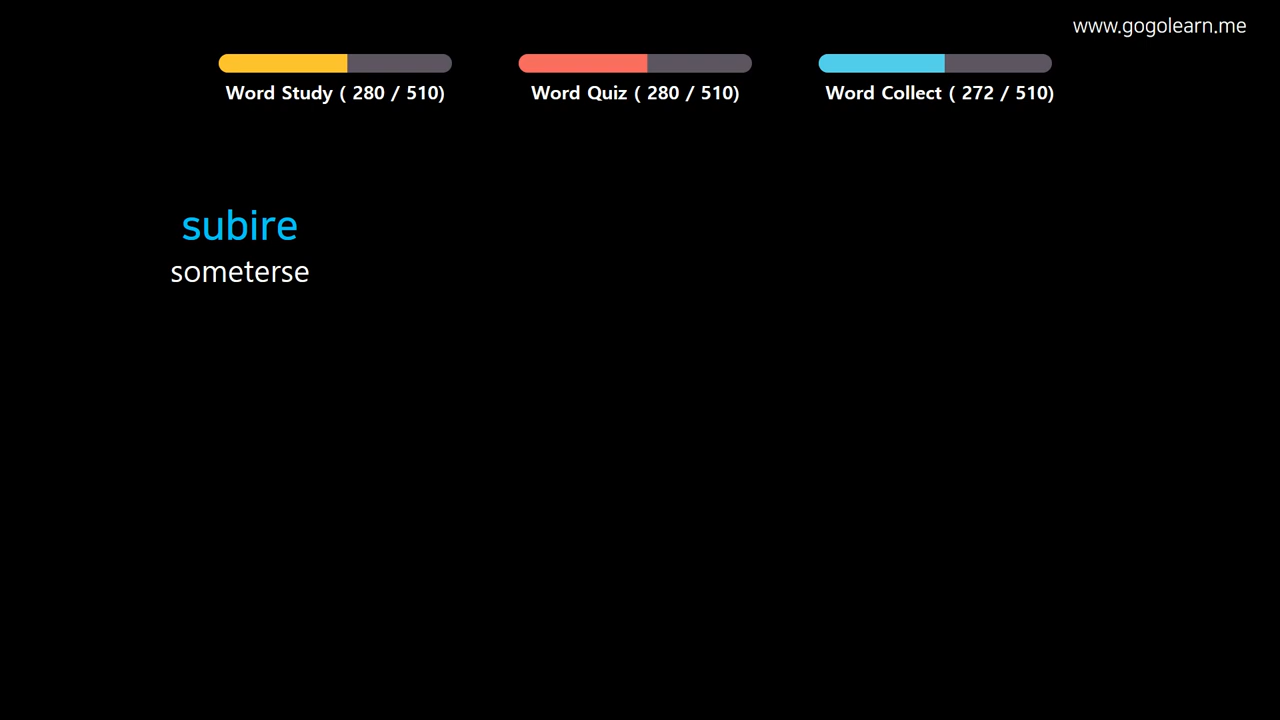 www.gogolearn.me
Word Study ( 280 / 510)
Word Quiz ( 280 / 510)
Word Collect ( 272 / 510)
subire
someterse